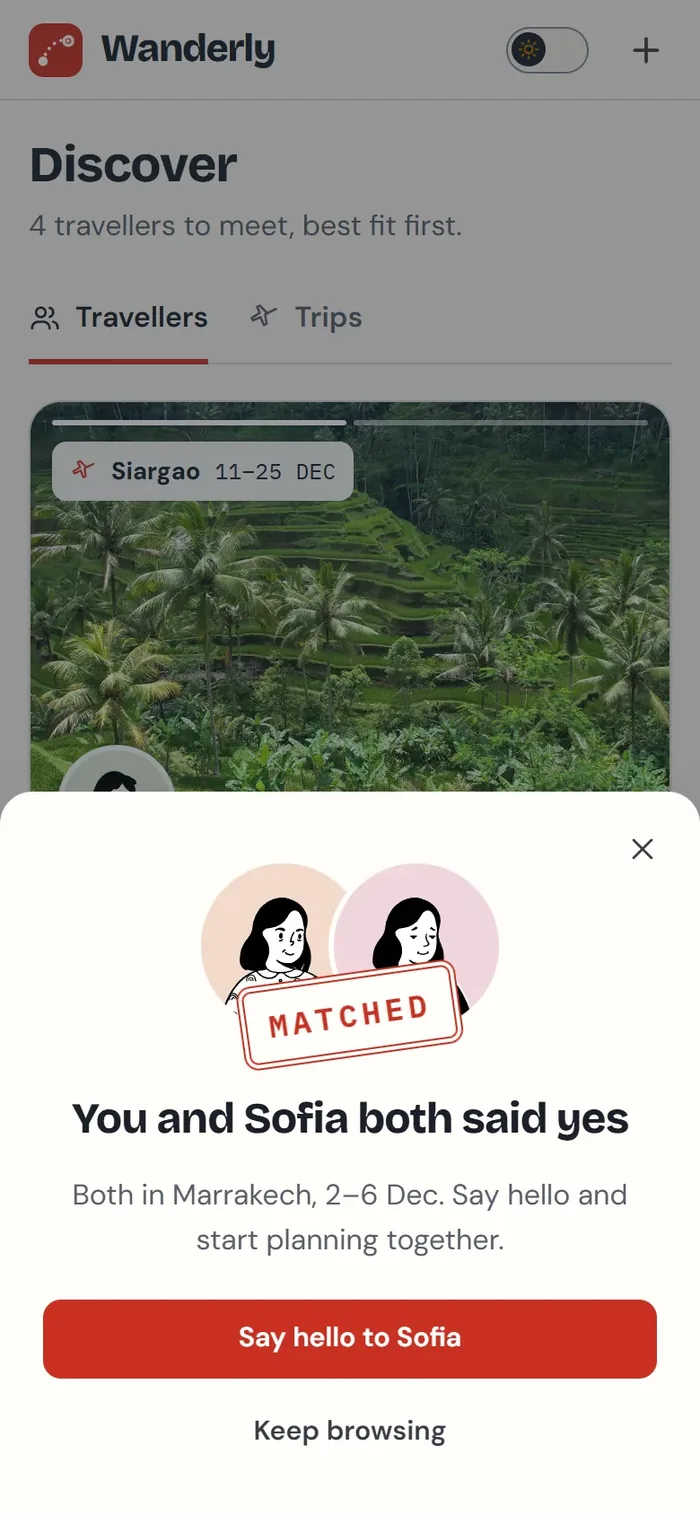 Wanderly
Discover
4 travellers to meet, best fit first.
Travellers
Trips
Siargao 11–25 DEC
MATCHED
You and Sofia both said yes
Both in Marrakech, 2–6 Dec. Say hello and
start planning together.
Say hello to Sofia
Keep browsing